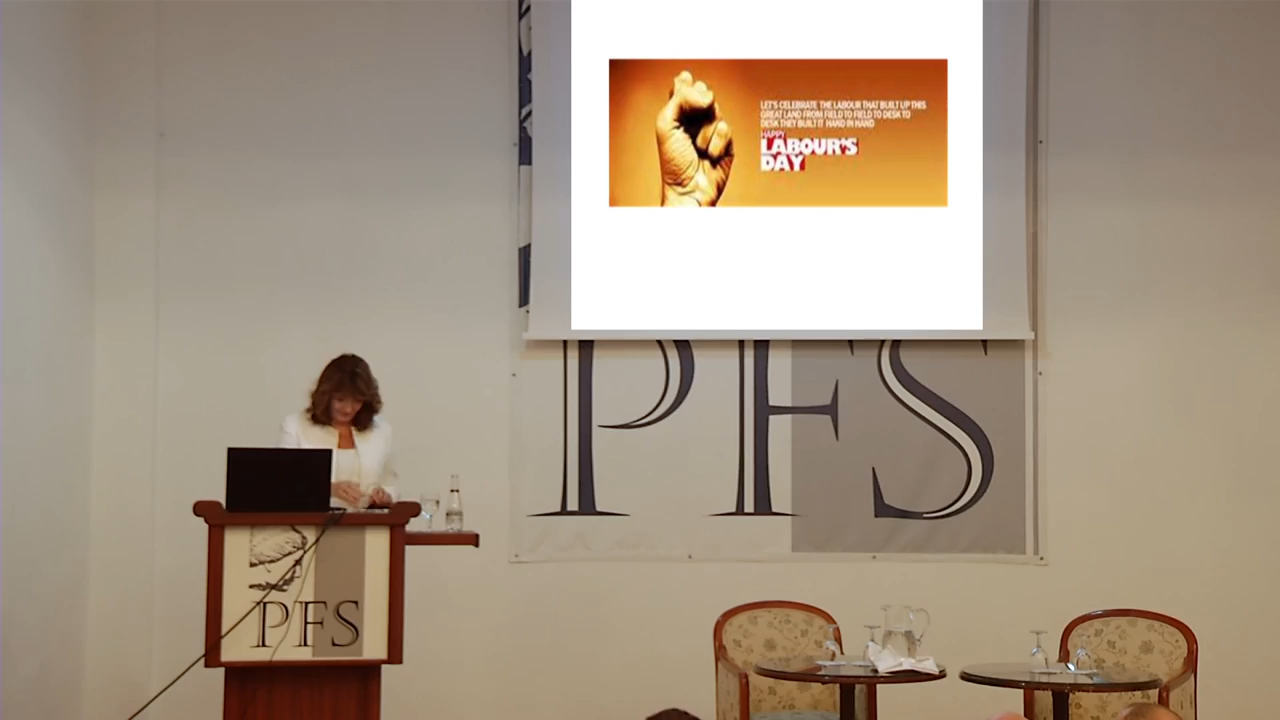 LET'S CELEBRATE THE LABOUR THAT BUILT UP THIS
GREAT LAND FROM FIELD TO FIELD TO DESK TO
DESK THEY BUILT IT HAND IN HAND
HAPPY
LABOUR'S
DAY
PFS
PFS